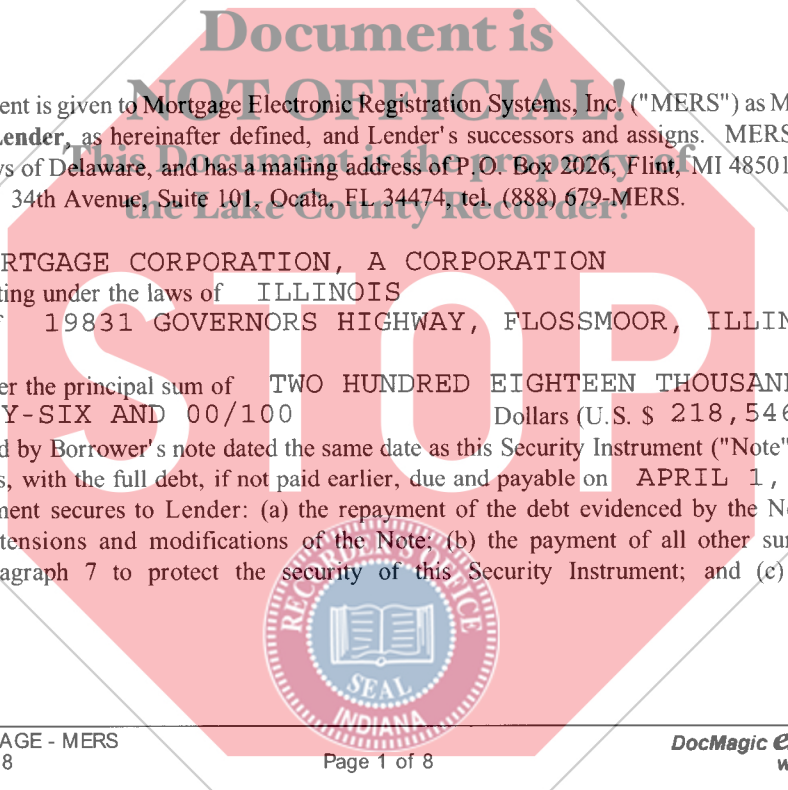 Document is
NOT OFFICIAL!
This Document is the property of
the Lake County Recorder!
STOP
ent is given to Mortgage Electronic Registration Systems, Inc. ("MERS") as M
Lender, as hereinafter defined, and Lender's successors and assigns. MERS
ws of Delaware, and has a mailing address of P.O. Box 2026, Flint, MI 48501
34th Avenue, Suite 101, Ocala, FL 34474, tel. (888) 679-MERS.
RTGAGE CORPORATION, A CORPORATION
ting under the laws of ILLINOIS
f 19831 GOVERNORS HIGHWAY, FLOSSMOOR, ILLIN
er the principal sum of TWO HUNDRED EIGHTEEN THOUSAND
Y-SIX AND 00/100 Dollars (U.S. $ 218,546
d by Borrower's note dated the same date as this Security Instrument ("Note"
s, with the full debt, if not paid earlier, due and payable on APRIL 1,
ment secures to Lender: (a) the repayment of the debt evidenced by the No
tensions and modifications of the Note; (b) the payment of all other sur
agraph 7 to protect the security of this Security Instrument; and (c)
RECORDER'S OFFICE
SEAL
INDIANA
AGE - MERS
8
Page 1 of 8
DocMagic
w